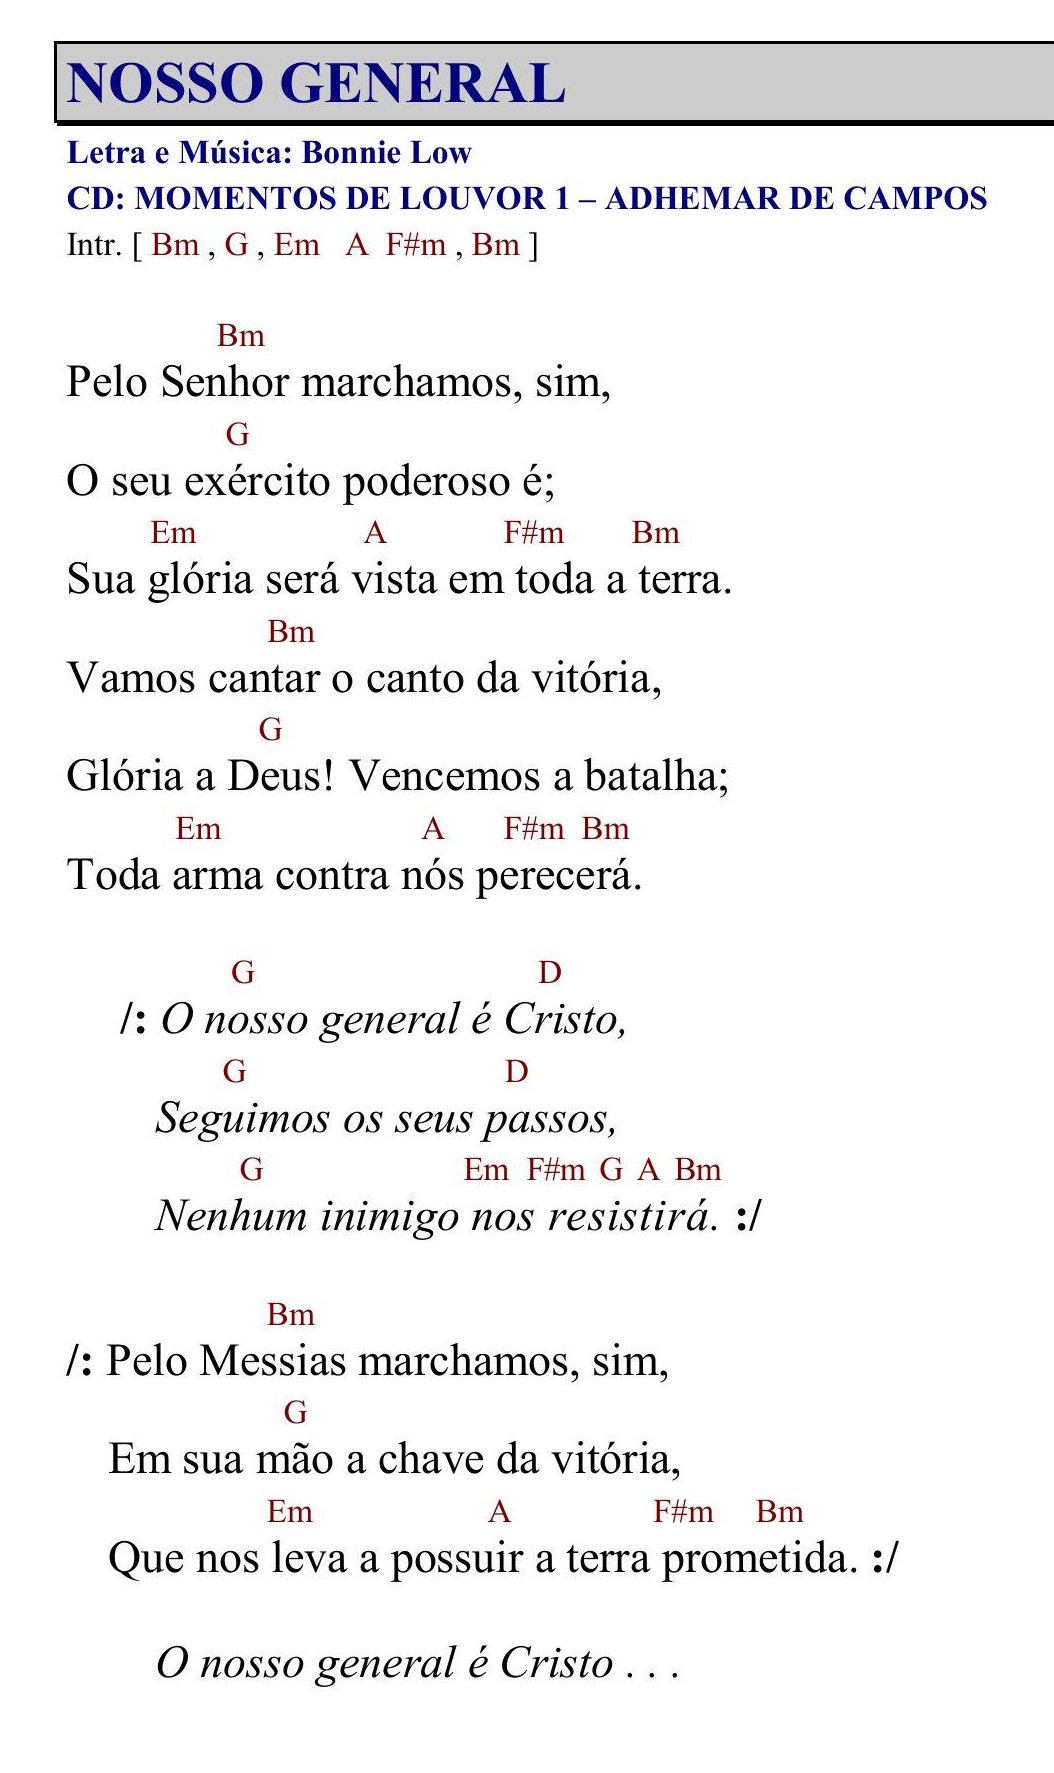 NOSSO GENERAL
Letra e Música: Bonnie Low
CD: MOMENTOS DE LOUVOR 1 – ADHEMAR DE CAMPOS
Intr. [ Bm , G , Em A F#m , Bm ]
Bm
Pelo Senhor marchamos, sim,
G
O seu exército poderoso é;
Em A F#m Bm
Sua glória será vista em toda a terra.
Bm
Vamos cantar o canto da vitória,
G
Glória a Deus! Vencemos a batalha;
Em A F#m Bm
Toda arma contra nós perecerá.
G D
/: O nosso general é Cristo,
G D
Seguimos os seus passos,
G Em F#m G A Bm
Nenhum inimigo nos resistirá. :/
Bm
/: Pelo Messias marchamos, sim,
G
Em sua mão a chave da vitória,
Em A F#m Bm
Que nos leva a possuir a terra prometida. :/
O nosso general é Cristo . . .